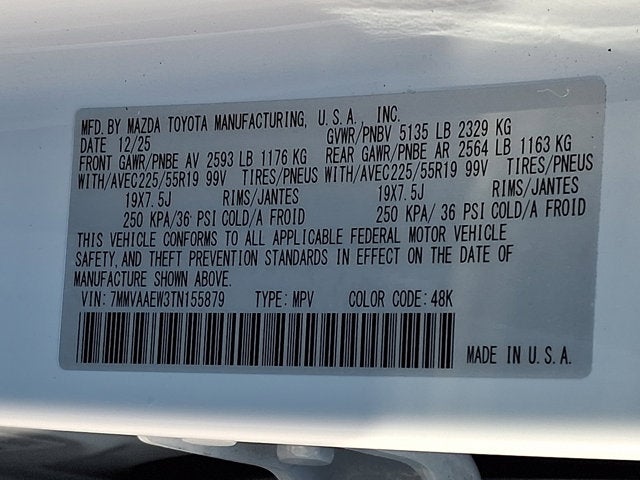 MFD. BY MAZDA TOYOTA MANUFACTURING, U.S.A., INC.
DATE 12/25 GVWR/PNBV 5135 LB 2329 KG
FRONT GAWR/PNBE AV 2593 LB 1176 KG REAR GAWR/PNBE AR 2564 LB 1163 KG
WITH/AVEC225/55R19 99V TIRES/PNEUS WITH/AVEC225/55R19 99V TIRES/PNEUS
19X7.5J RIMS/JANTES 19X7.5J RIMS/JANTES
250 KPA/36 PSI COLD/A FROID 250 KPA/ 36 PSI COLD/A FROID
THIS VEHICLE CONFORMS TO ALL APPLICABLE FEDERAL MOTOR VEHICLE
SAFETY, AND THEFT PREVENTION STANDARDS IN EFFECT ON THE DATE OF
MANUFACTURE SHOWN ABOVE.
VIN: 7MMVAAEW3TN155879 TYPE: MPV COLOR CODE: 48K
MADE IN U.S.A.